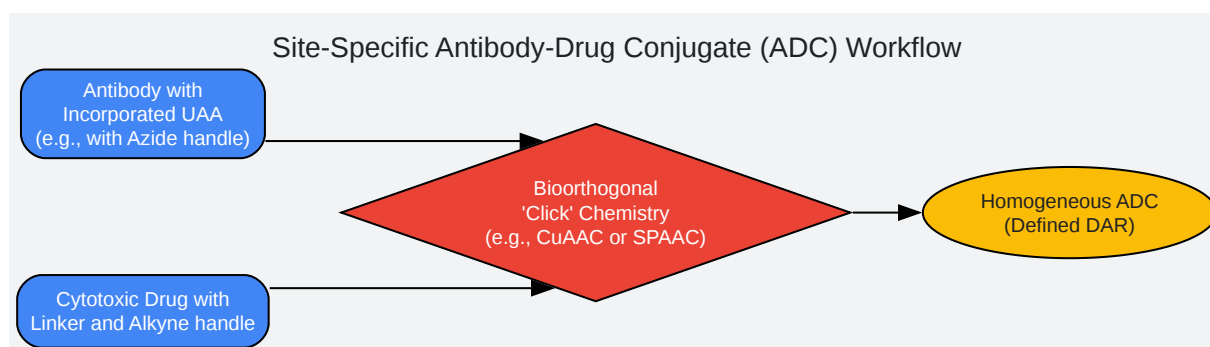 Site-Specific Antibody-Drug Conjugate (ADC) Workflow
Antibody with
Incorporated UAA
(e.g., with Azide handle)
Bioorthogonal
'Click' Chemistry
(e.g., CuAAC or SPAAC)
Homogeneous ADC
(Defined DAR)
Cytotoxic Drug with
Linker and Alkyne handle